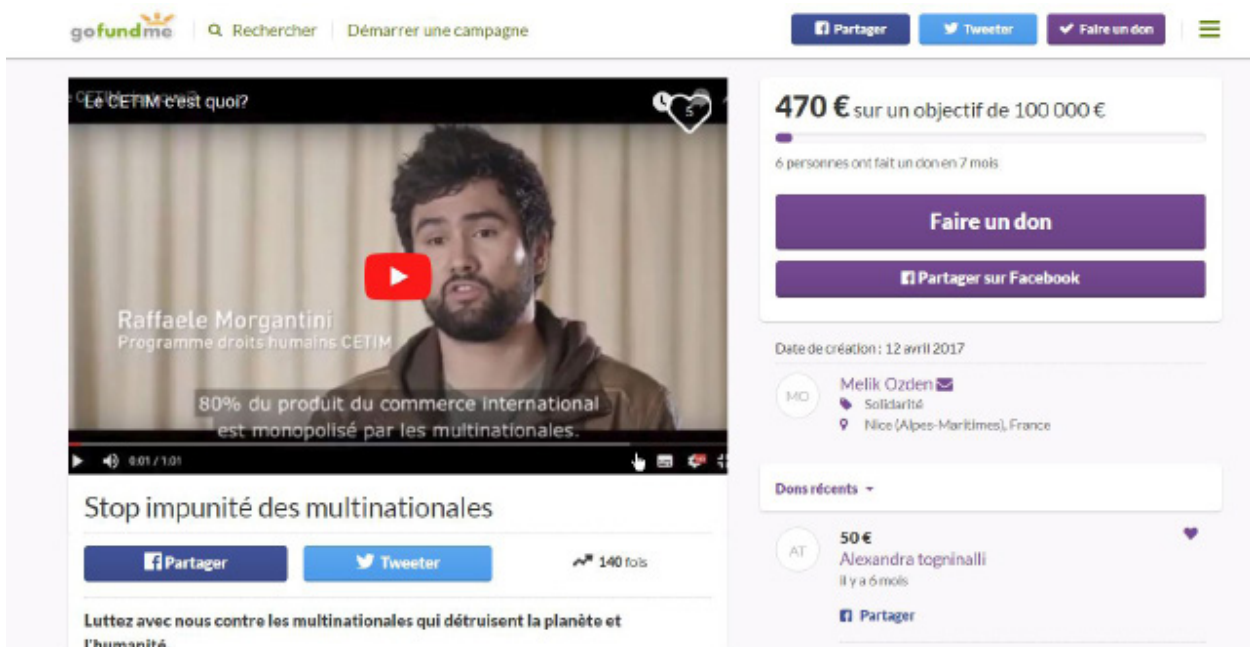 gofundme
Rechercher
Démarrer une campagne
Partager
Tweeter
Faire un don
Le CETIM c'est quoi?
5
Raffaele Morgantini
Programme droits humains CETIM
80% du produit du commerce international
est monopolisé par les multinationales.
0:01 / 1:01
Stop impunité des multinationales
Partager
Tweeter
140 fois
Luttez avec nous contre les multinationales qui détruisent la planète et
l'humanité.
470 € sur un objectif de 100 000 €
6 personnes ont fait un don en 7 mois
Faire un don
Partager sur Facebook
Date de création : 12 avril 2017
MO
Melik Ozden
Solidarité
Nice (Alpes-Maritimes), France
Dons récents
AT
50 €
Alexandra togninalli
il y a 6 mois
Partager